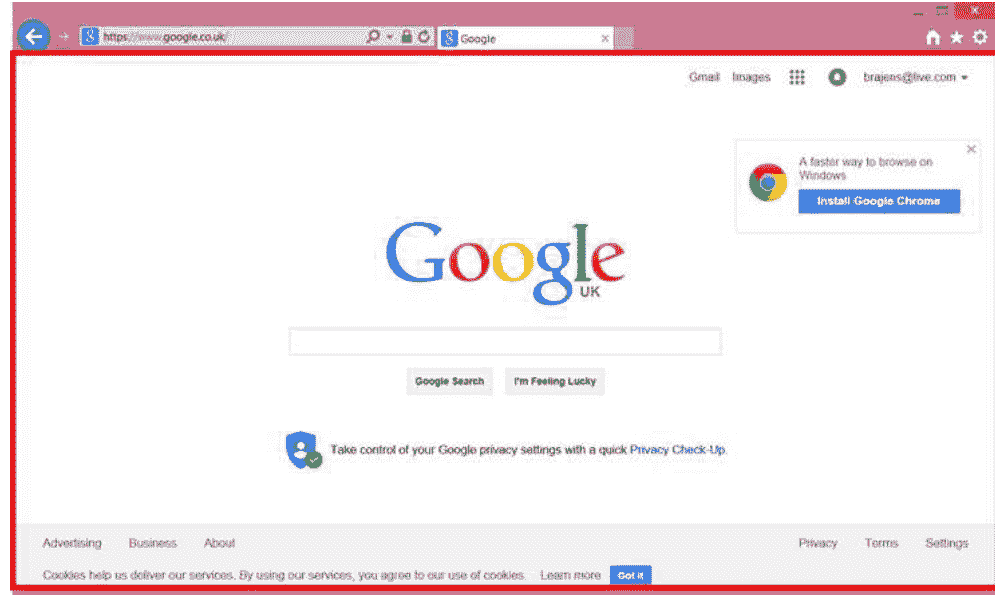 https://www.google.co.uk/
Google
Gmail Images brajens@live.com
A faster way to browse on
Windows
Install Google Chrome
Google
UK
Google Search I'm Feeling Lucky
Take control of your Google privacy settings with a quick Privacy Check-Up.
Advertising Business About Privacy Terms Settings
Cookies help us deliver our services. By using our services, you agree to our use of cookies. Learn more Got it